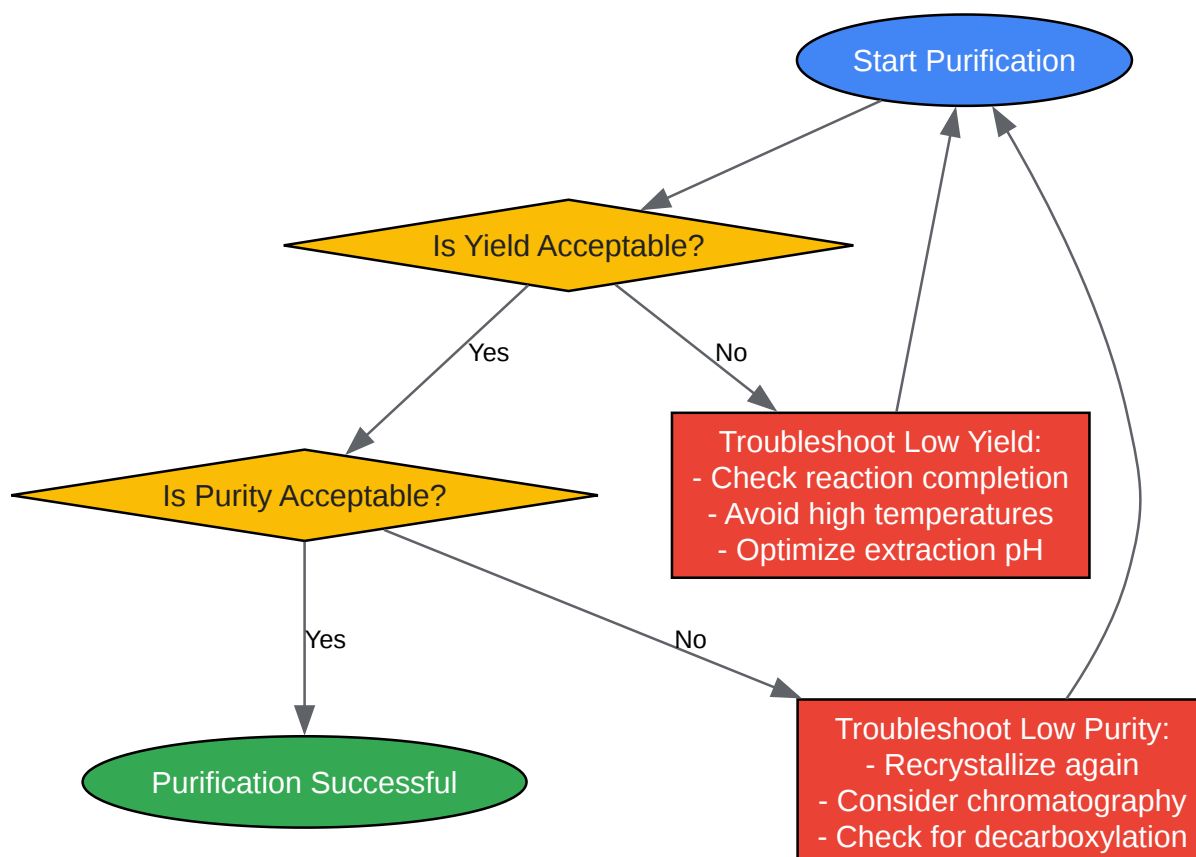 Start Purification
Is Yield Acceptable?
Yes
No
Troubleshoot Low Yield:
- Check reaction completion
- Avoid high temperatures
- Optimize extraction pH
Is Purity Acceptable?
Yes
No
Troubleshoot Low Purity:
- Recrystallize again
- Consider chromatography
- Check for decarboxylation
Purification Successful